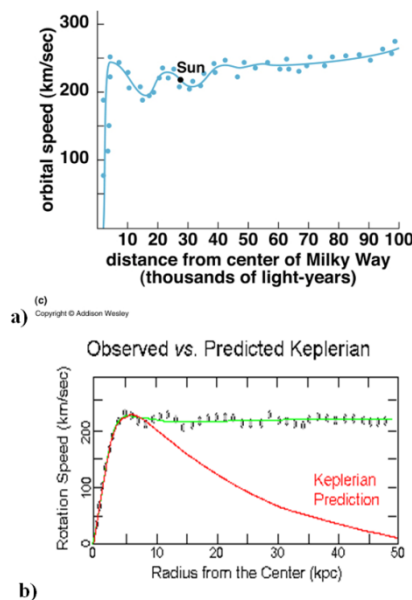 300
200
100
orbital speed (km/sec)
Sun
10 20 30 40 50 60 70 80 90 100
distance from center of Milky Way
(thousands of light-years)
(c)
Copyright © Addison Wesley
a)
Observed vs. Predicted Keplerian
200
100
0
Rotation Speed (km/sec)
Keplerian
Prediction
0 10 20 30 40 50
Radius from the Center (kpc)
b)